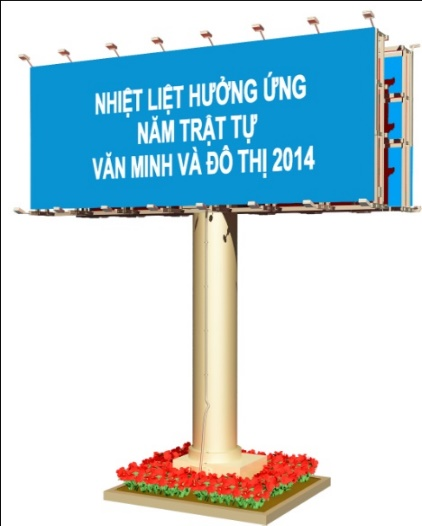 NHIỆT LIỆT HƯỞNG ỨNG
NĂM TRẬT TỰ
VĂN MINH VÀ ĐÔ THỊ 2014